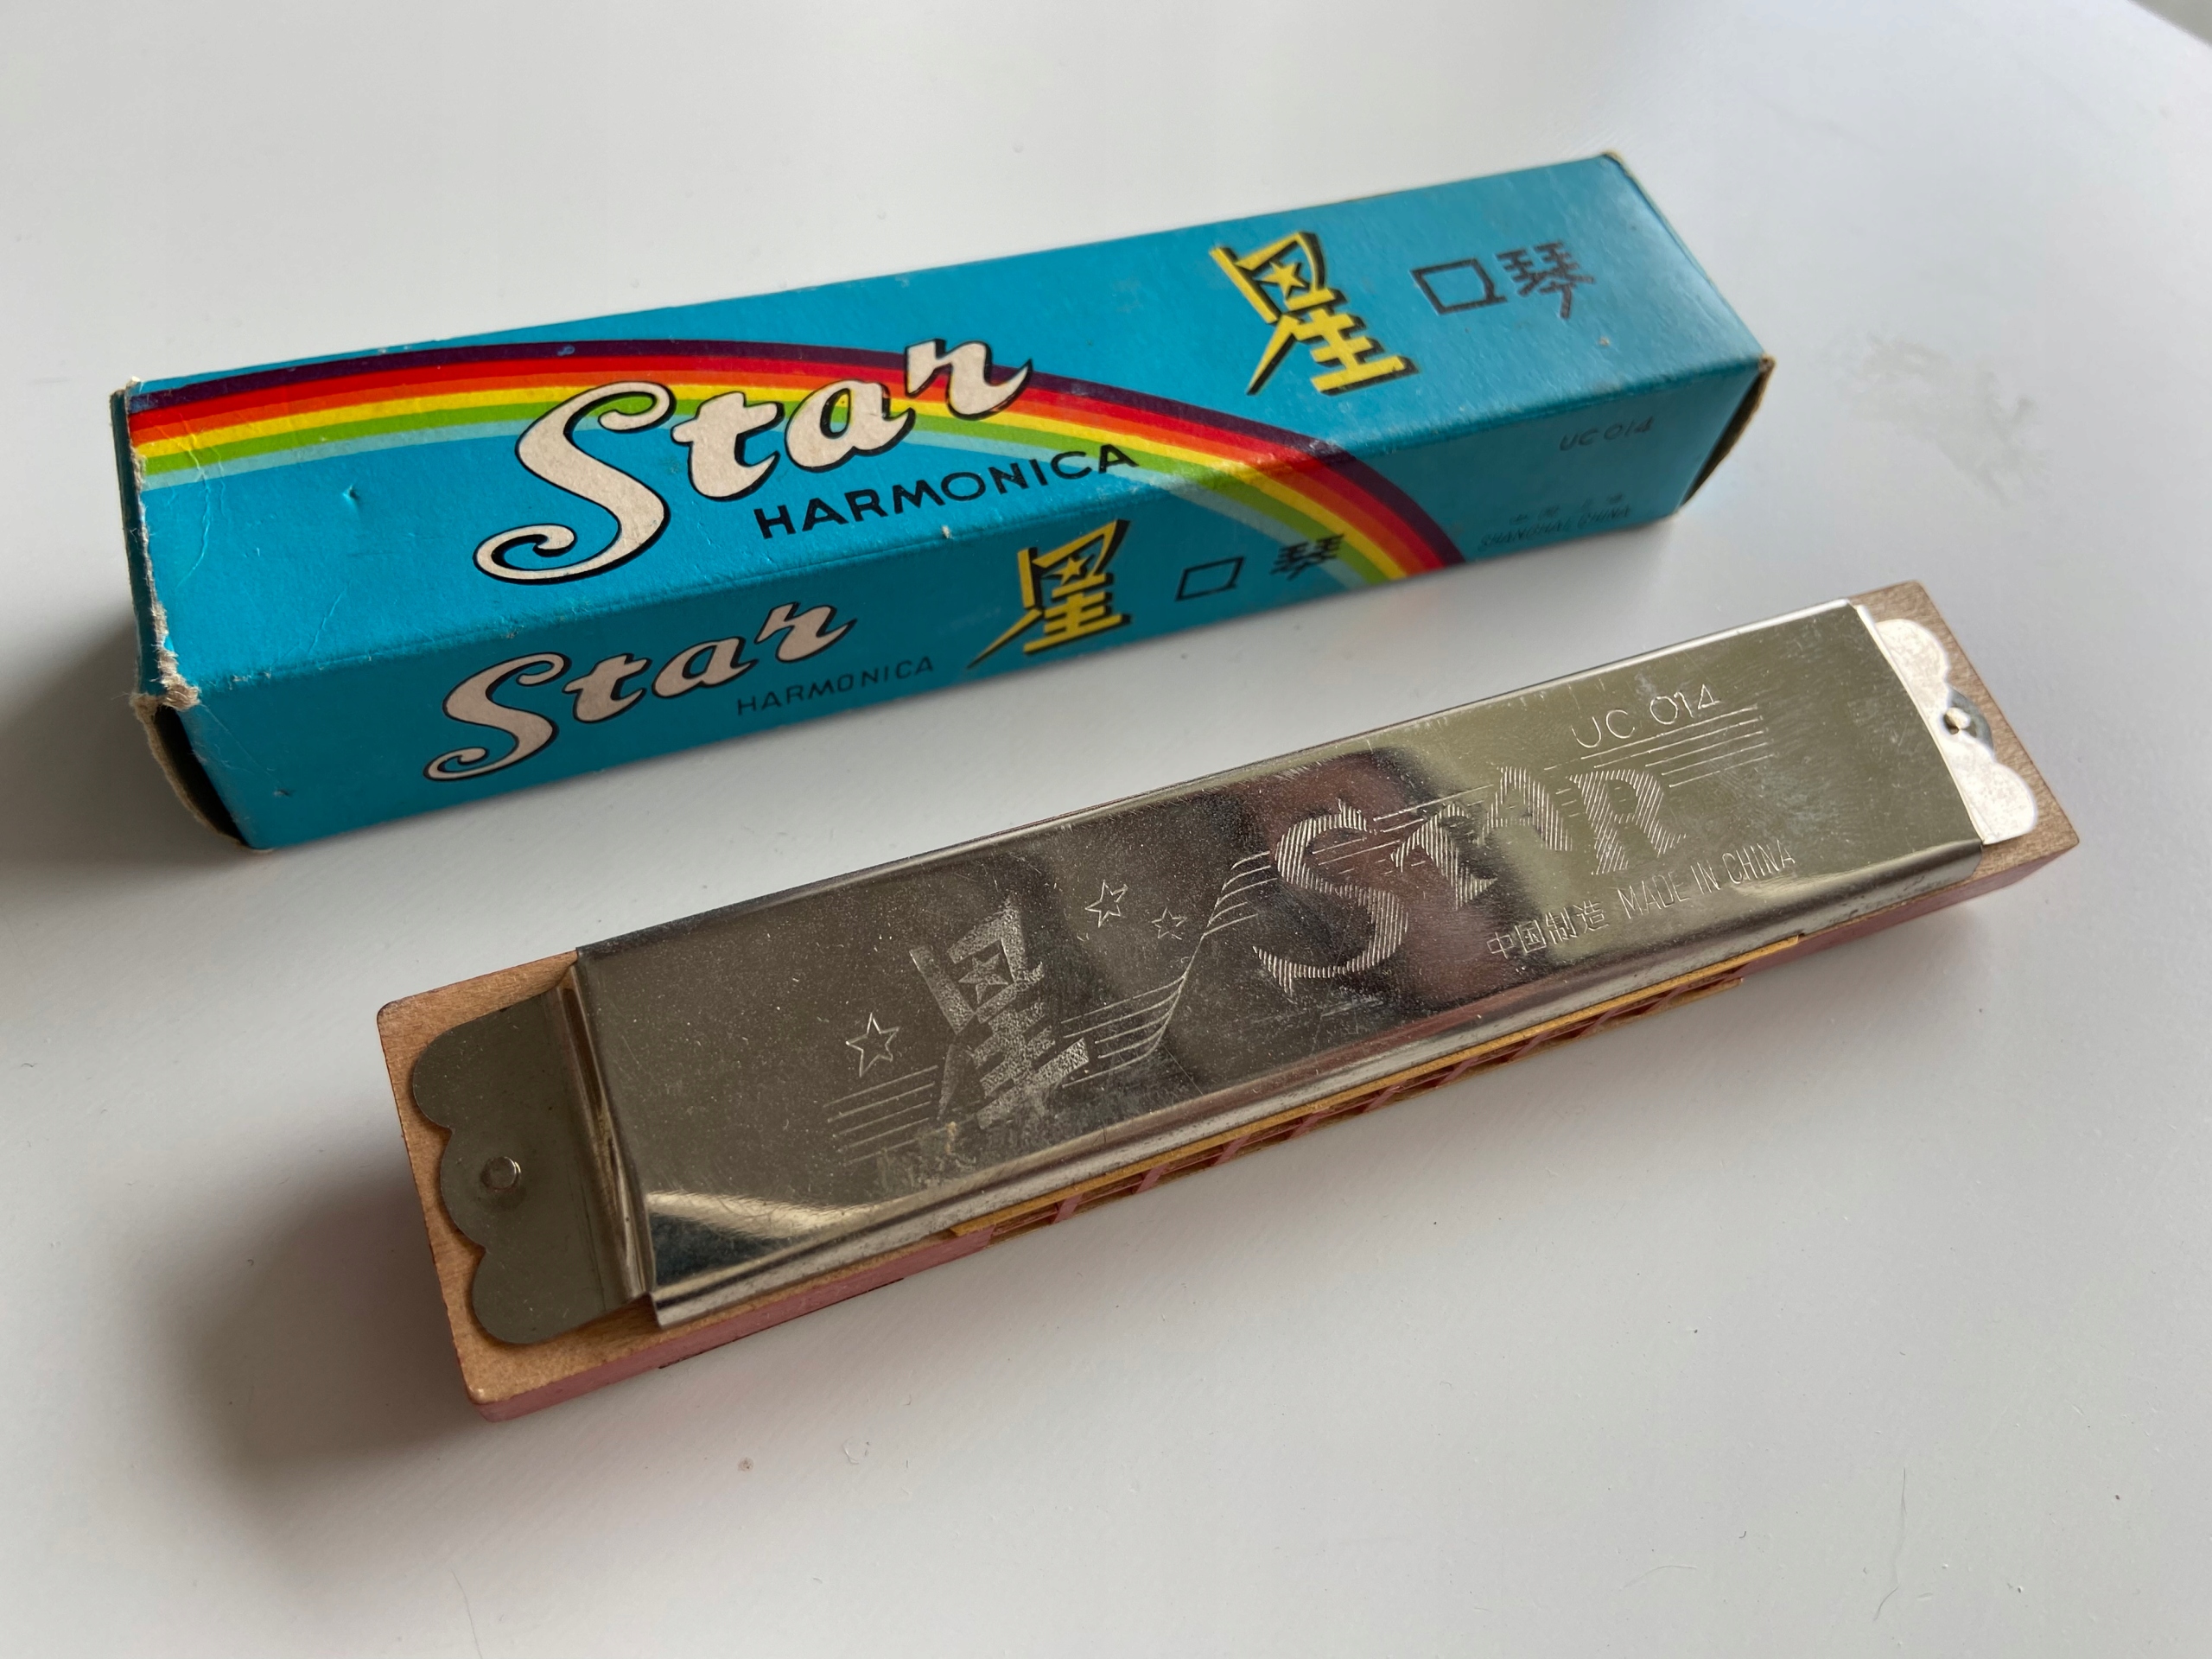 Star
HARMONICA
星 口琴
Star
HARMONICA
星 口琴
UC 014
SHANGHAI CHINA
UC 014
星
STAR
中国制造 MADE IN CHINA